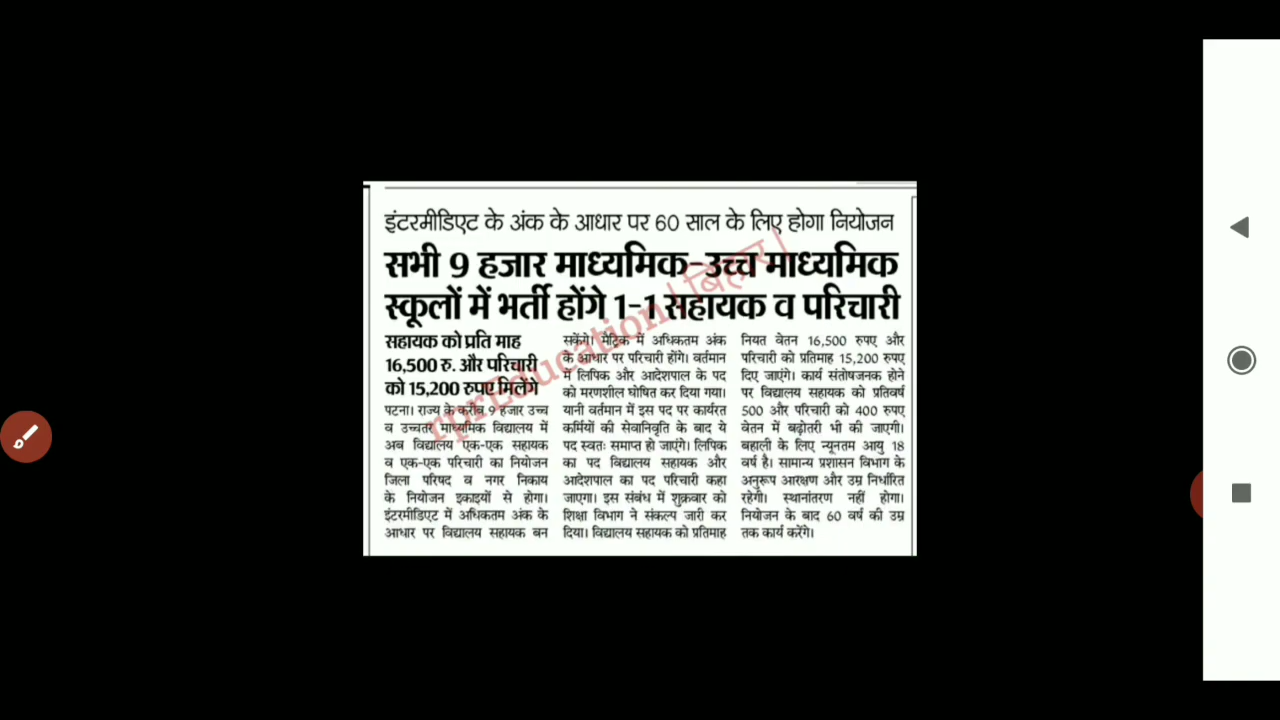 इंटरमीडिएट के अंक के आधार पर 60 साल के लिए होगा नियोजन
सभी 9 हजार माध्यमिक-उच्च माध्यमिक
स्कूलों में भर्ती होंगे 1-1 सहायक व परिचारी
सहायक को प्रति माह
16,500 रु. और परिचारी
को 15,200 रुपए मिलेंगे
पटना। राज्य के करीब 9 हजार उच्च
व उच्चतर माध्यमिक विद्यालय में
अब विद्यालय एक-एक सहायक
व एक-एक परिचारी का नियोजन
जिला परिषद व नगर निकाय
के नियोजन इकाइयों से होगा।
इंटरमीडिएट में अधिकतम अंक के
आधार पर विद्यालय सहायक बन
सकेंगे। मैट्रिक में अधिकतम अंक
के आधार पर परिचारी होंगे। वर्तमान
में लिपिक और आदेशपाल के पद
को मरणशील घोषित कर दिया गया।
यानी वर्तमान में इस पद पर कार्यरत
कर्मियों की सेवानिवृति के बाद ये
पद स्वतः समाप्त हो जाएंगे। लिपिक
का पद विद्यालय सहायक और
आदेशपाल का पद परिचारी कहा
जाएगा। इस संबंध में शुक्रवार को
शिक्षा विभाग ने संकल्प जारी कर
दिया। विद्यालय सहायक को प्रतिमाह
नियत वेतन 16,500 रुपए और
परिचारी को प्रतिमाह 15,200 रुपए
दिए जाएंगे। कार्य संतोषजनक होने
पर विद्यालय सहायक को प्रतिवर्ष
500 और परिचारी को 400 रुपए
वेतन में बढ़ोतरी भी की जाएगी।
बहाली के लिए न्यूनतम आयु 18
वर्ष है। सामान्य प्रशासन विभाग के
अनुरूप आरक्षण और उम्र निर्धारित
रहेगी। स्थानांतरण नहीं होगा।
नियोजन के बाद 60 वर्ष की उम्र
तक कार्य करेंगे।
rprEducation | बिहार |